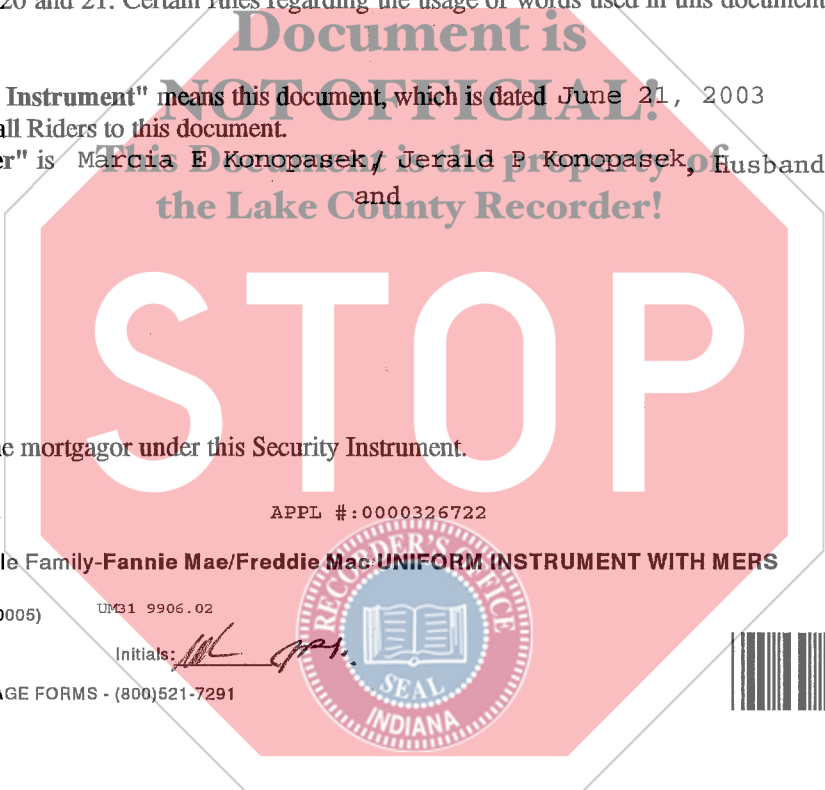 20 and 21. Certain rules regarding the usage of words used in this document
Document is
Instrument" means this document, which is dated June 21, 2003
NOT OFFICIAL!
all Riders to this document.
er" is Marcia E Konopasek/ Jerald P Konopasek, Husband
This Document is the property of
and
the Lake County Recorder!
STOP
e mortgagor under this Security Instrument.
APPL #:0000326722
le Family-Fannie Mae/Freddie Mac UNIFORM INSTRUMENT WITH MERS
0005) UM31 9906.02
RECORDER'S OFFICE
Initials:
SEAL
AGE FORMS - (800)521-7291
INDIANA